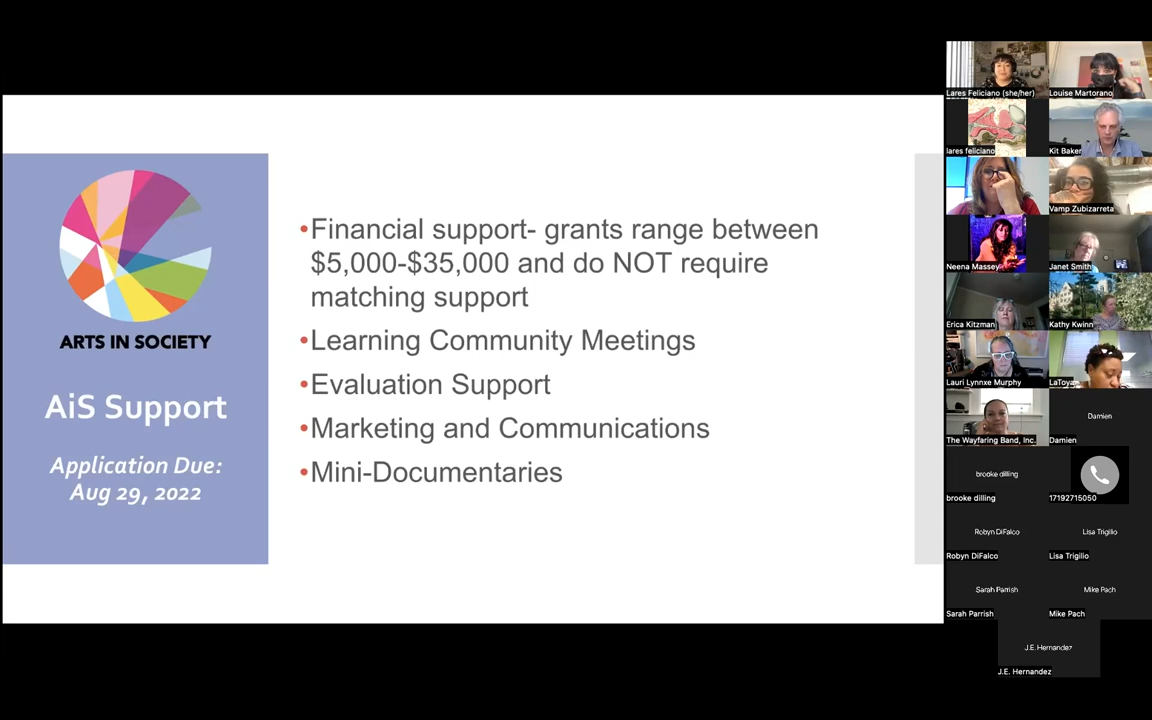 ARTS IN SOCIETY
AiS Support
Application Due:
Aug 29, 2022
•Financial support- grants range between
$5,000-$35,000 and do NOT require
matching support
•Learning Community Meetings
•Evaluation Support
•Marketing and Communications
•Mini-Documentaries
Lares Feliciano (she/her)
Louise Martorano
lares feliciano
Kit Baker
Vamp Zubizarreta
Neena Massey
Janet Smith
Erica Kitzman
Kathy Kwinn
Lauri Lynnxe Murphy
LaToya
The Wayfaring Band, Inc.
Damien
Damien
brooke dilling
brooke dilling
17192715050
Robyn DiFalco
Robyn DiFalco
Lisa Trigilio
Lisa Trigilio
Sarah Parrish
Sarah Parrish
Mike Pach
Mike Pach
J.E. Hernandez
J.E. Hernandez